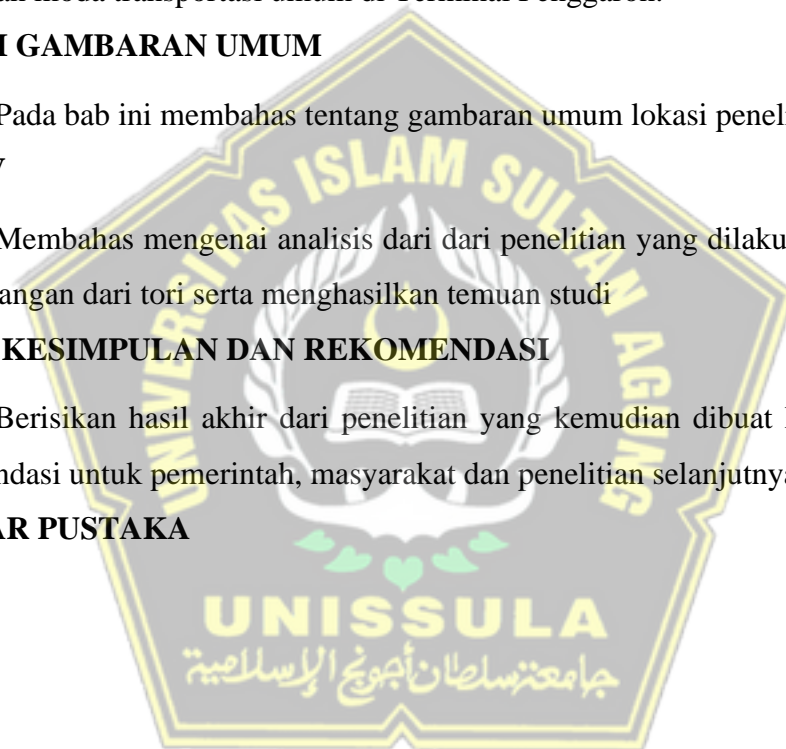 an moda transportasi umum di Terminal Penggaron.
I GAMBARAN UMUM
Pada bab ini membahas tentang gambaran umum lokasi penel
Membahas mengenai analisis dari dari penelitian yang dilaku
angan dari tori serta menghasilkan temuan studi
KESIMPULAN DAN REKOMENDASI
Berisikan hasil akhir dari penelitian yang kemudian dibuat
ndasi untuk pemerintah, masyarakat dan penelitian selanjutnya
AR PUSTAKA
UNIVERSITAS ISLAM SULTAN AGUNG
UNISSULA
جامعة سلطان أجونج الإسلامية